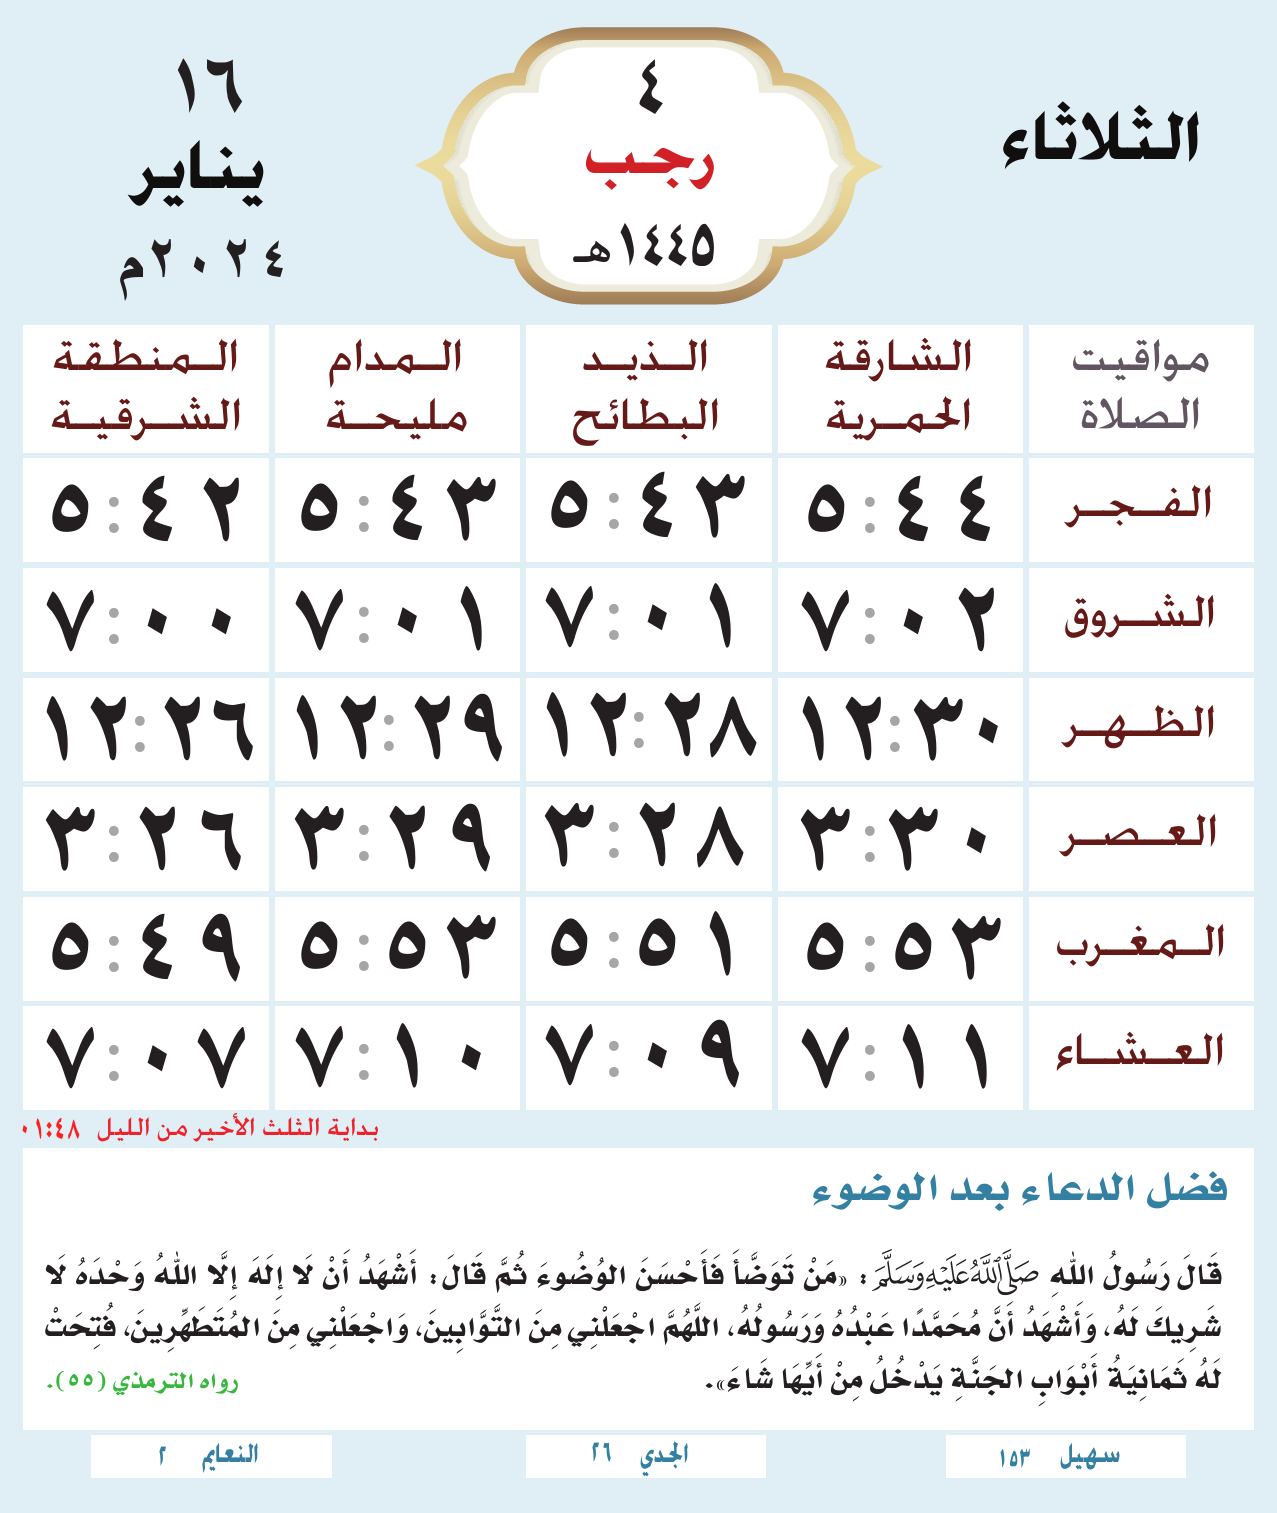 الثلاثاء
٤
رجب
١٤٤٥هـ
١٦
يناير
٢٠٢٤م
مواقيت الصلاة
الشارقة الحمرية
الذيد البطائح
المدام مليحة
المنطقة الشرقية
الفجر ٥:٤٤ ٥:٤٣ ٥:٤٣ ٥:٤٢
الشروق ٧:٠٢ ٧:٠١ ٧:٠١ ٧:٠٠
الظهر ١٢:٣٠ ١٢:٢٨ ١٢:٢٩ ١٢:٢٦
العصر ٣:٣٠ ٣:٢٨ ٣:٢٩ ٣:٢٦
المغرب ٥:٥٣ ٥:٥١ ٥:٥٣ ٥:٤٩
العشاء ٧:١١ ٧:٠٩ ٧:١٠ ٧:٠٧
بداية الثلث الأخير من الليل ٠١:٤٨
فضل الدعاء بعد الوضوء
قَالَ رَسُولُ اللهِ ﷺ: «مَنْ تَوَضَّأَ فَأَحْسَنَ الوُضُوءَ ثُمَّ قَالَ: أَشْهَدُ أَنْ لَا إِلَهَ إِلَّا اللهُ وَحْدَهُ لَا
شَرِيكَ لَهُ، وَأَشْهَدُ أَنَّ مُحَمَّدًا عَبْدُهُ وَرَسُولُهُ، اللَّهُمَّ اجْعَلْنِي مِنَ التَّوَّابِينَ، وَاجْعَلْنِي مِنَ المُتَطَهِّرِينَ، فُتِحَتْ
لَهُ ثَمَانِيَةُ أَبْوَابِ الجَنَّةِ يَدْخُلُ مِنْ أَيِّهَا شَاءَ». رواه الترمذي (٥٥).
سهيل ١٥٣
الجدي ٢٦
النعايم ٢